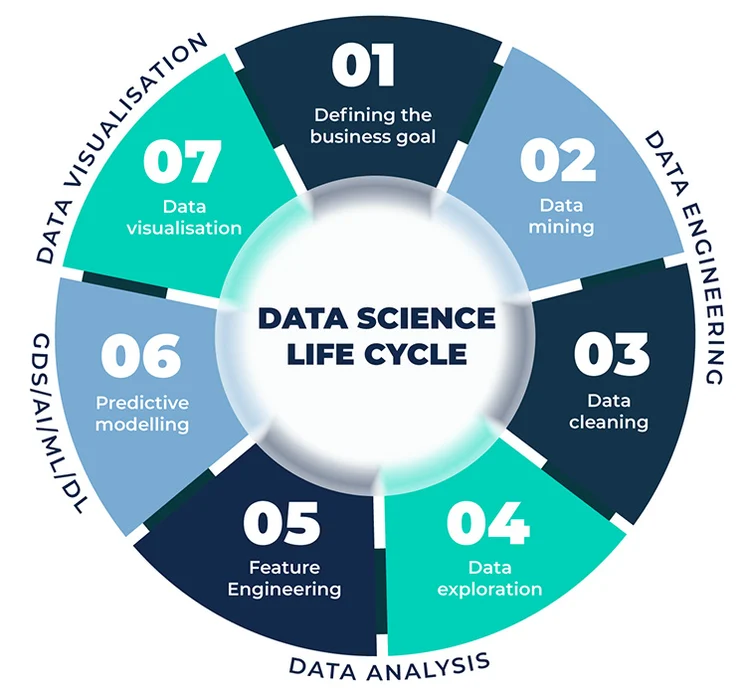 DATA SCIENCE
LIFE CYCLE
01
Defining the
business goal
02
Data
mining
03
Data
cleaning
04
Data
exploration
05
Feature
Engineering
06
Predictive
modelling
07
Data
visualisation
DATA ENGINEERING
DATA ANALYSIS
GDS/AI/ML/DL
DATA VISUALISATION